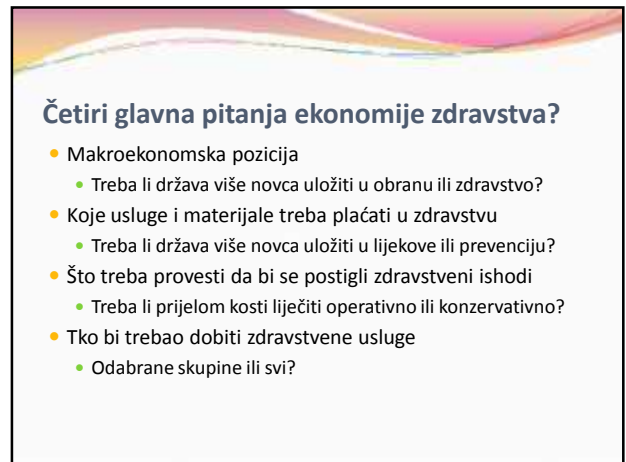 Četiri glavna pitanja ekonomije zdravstva?
Makroekonomska pozicija
Treba li država više novca uložiti u obranu ili zdravstvo?
Koje usluge i materijale treba plaćati u zdravstvu
Treba li država više novca uložiti u lijekove ili prevenciju?
Što treba provesti da bi se postigli zdravstveni ishodi
Treba li prijelom kosti liječiti operativno ili konzervativno?
Tko bi trebao dobiti zdravstvene usluge
Odabrane skupine ili svi?